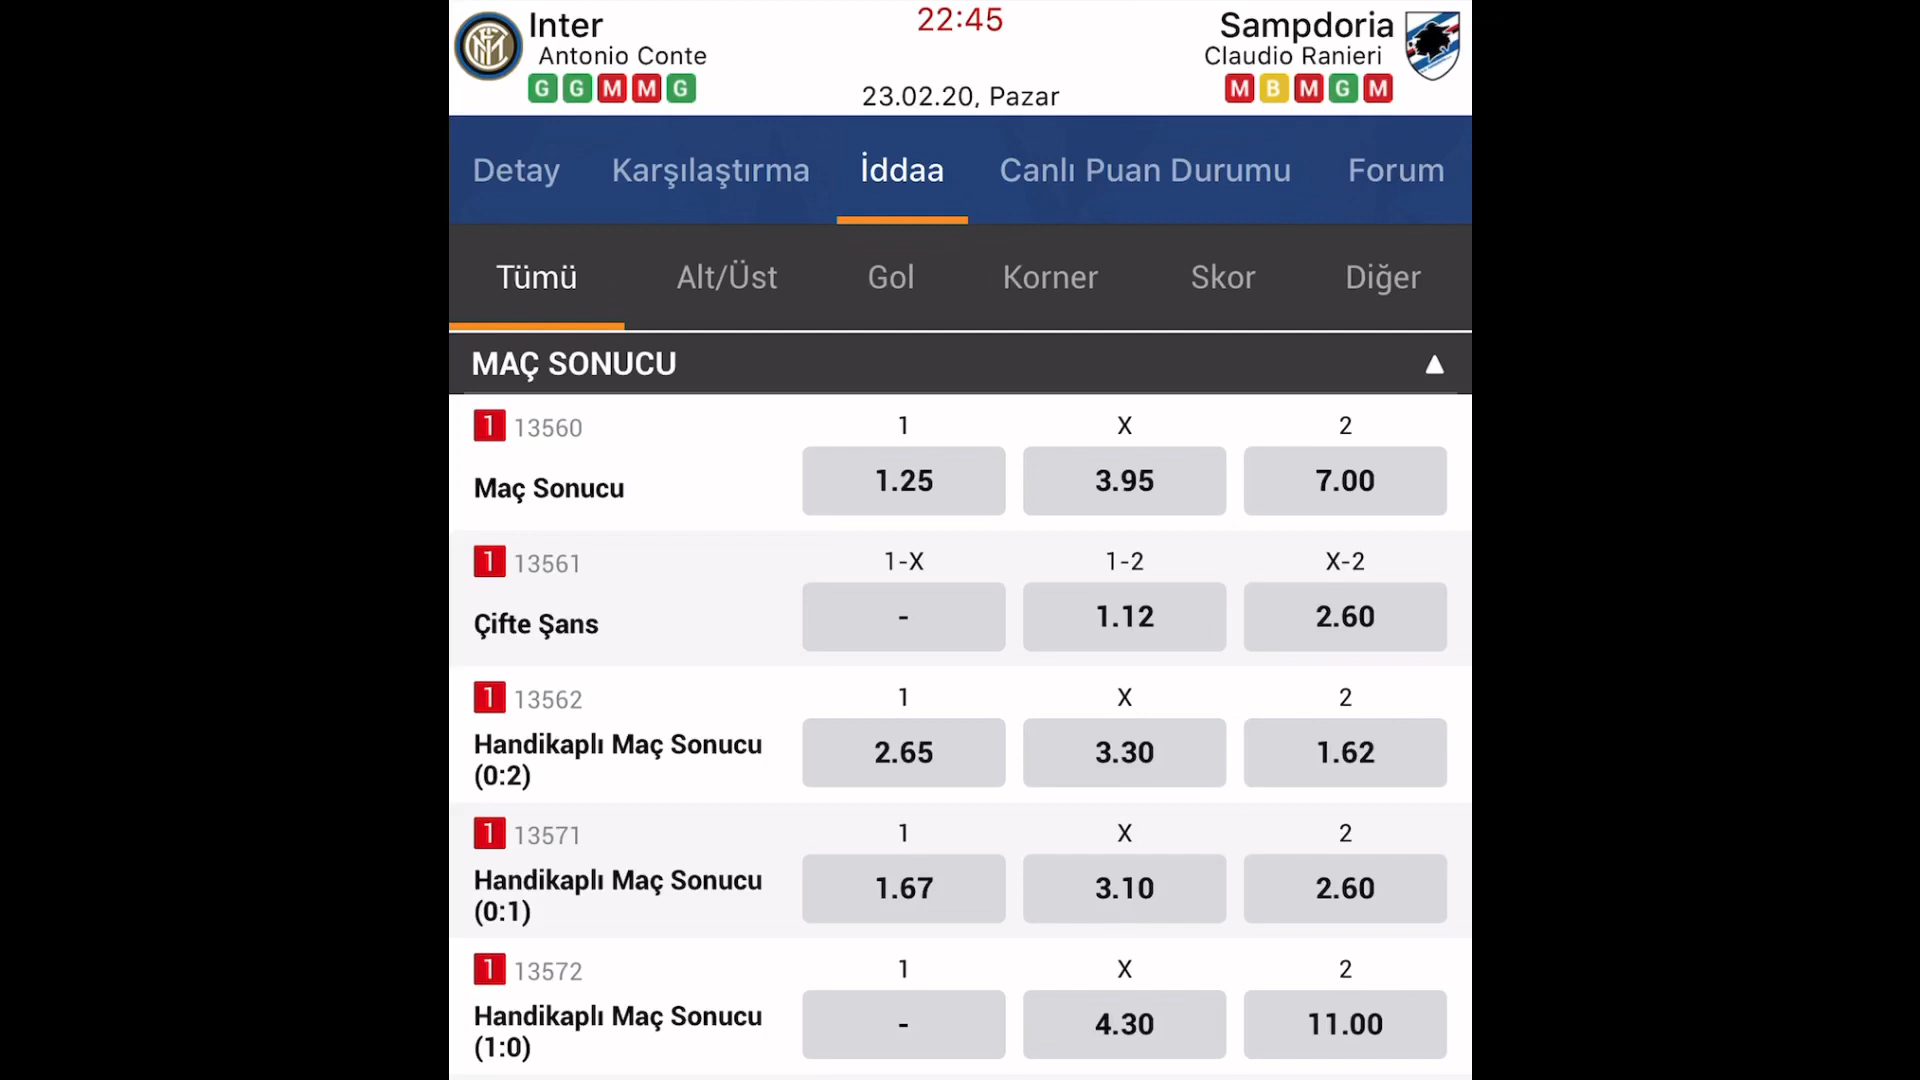 Inter
Antonio Conte
G G M M G
22:45
23.02.20, Pazar
Sampdoria
Claudio Ranieri
M B M G M
Detay Karşılaştırma İddaa Canlı Puan Durumu Forum
Tümü Alt/Üst Gol Korner Skor Diğer
MAÇ SONUCU
1 13560 1 X 2
Maç Sonucu 1.25 3.95 7.00
1 13561 1-X 1-2 X-2
Çifte Şans - 1.12 2.60
1 13562 1 X 2
Handikaplı Maç Sonucu 2.65 3.30 1.62
(0:2)
1 13571 1 X 2
Handikaplı Maç Sonucu 1.67 3.10 2.60
(0:1)
1 13572 1 X 2
Handikaplı Maç Sonucu - 4.30 11.00
(1:0)